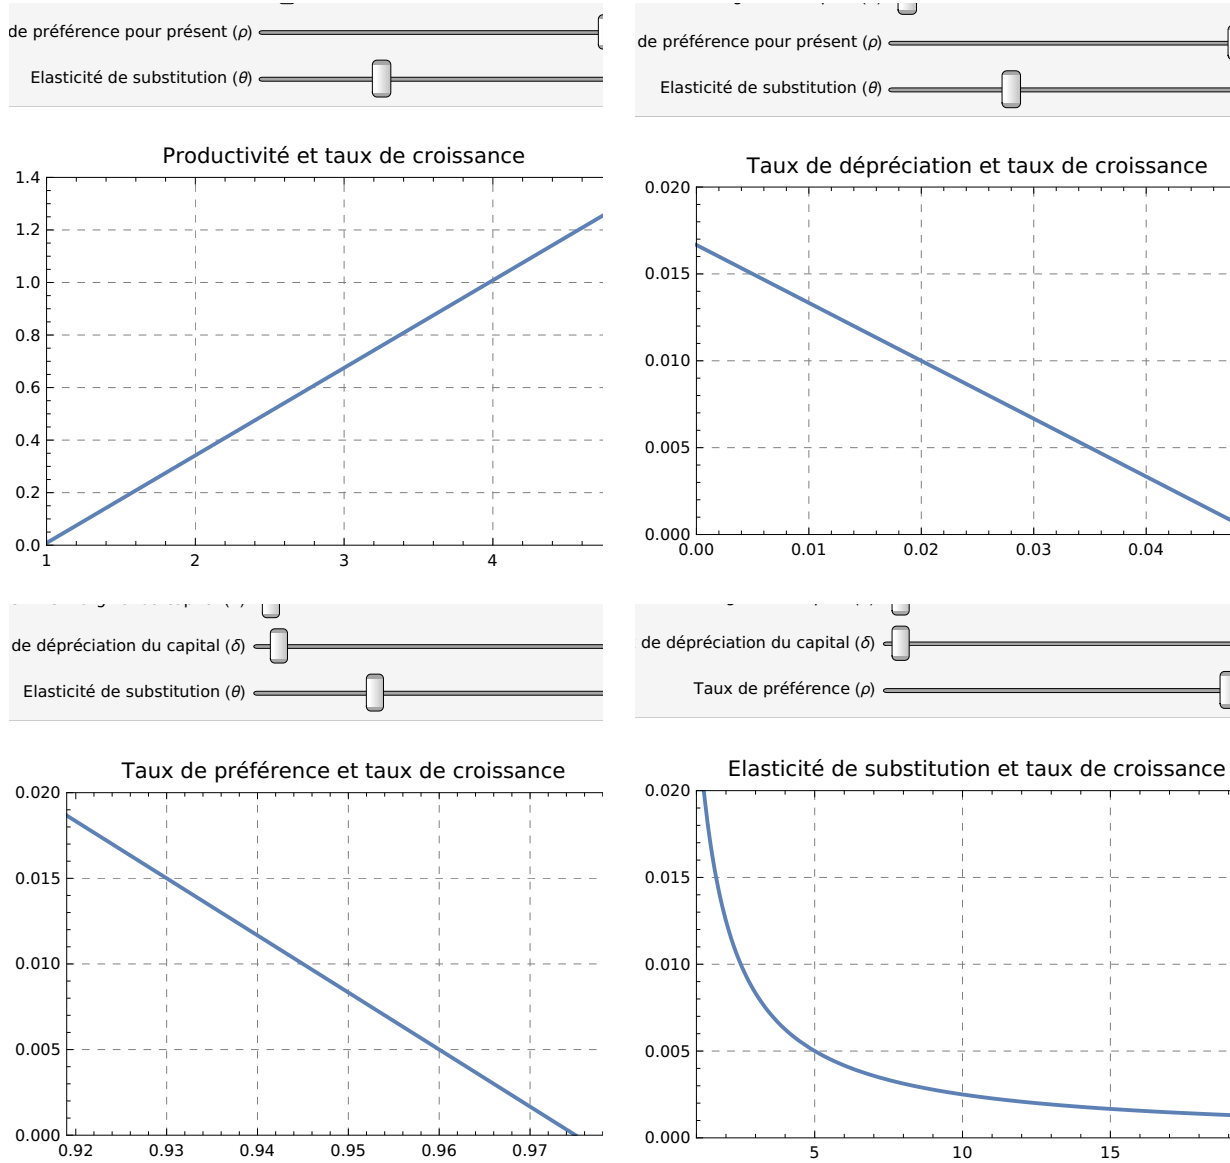 de préférence pour présent (ρ)
Elasticité de substitution (θ)
Productivité et taux de croissance
1.4
1.2
1.0
0.8
0.6
0.4
0.2
0.0
1 2 3 4
de préférence pour présent (ρ)
Elasticité de substitution (θ)
Taux de dépréciation et taux de croissance
0.020
0.015
0.010
0.005
0.000
0.00 0.01 0.02 0.03 0.04
de dépréciation du capital (δ)
Elasticité de substitution (θ)
Taux de préférence et taux de croissance
0.020
0.015
0.010
0.005
0.000
0.92 0.93 0.94 0.95 0.96 0.97
de dépréciation du capital (δ)
Taux de préférence (ρ)
Elasticité de substitution et taux de croissance
0.020
0.015
0.010
0.005
0.000
5 10 15